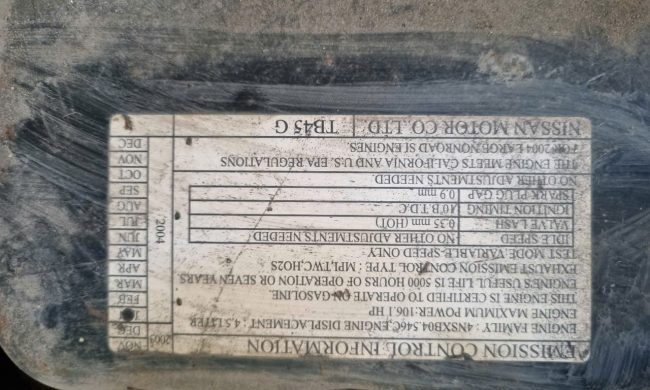 EMISSION CONTROL INFORMATION
ENGINE FAMILY : 4NSXB04.546C, ENGINE DISPLACEMENT : 4.5 LITER
ENGINE MAXIMUM POWER:106.1 HP
THIS ENGINE IS CERTIFIED TO OPERATE ON GASOLINE
ENGINES USEFUL LIFE IS 5000 HOURS OF OPERATION OR SEVEN YEARS
EXHAUST EMISSION CONTROL TYPE : MPI,TWC,HO2S
TEST MODE VARIABLE-SPEED ONLY
IDLE SPEED NO OTHER ADJUSTMENTS NEEDED
VALVE LASH 0.35 mm (HOT)
IGNITION TIMING 10 B.T.D.C
SPARK PLUG GAP 0.9 mm
NO OTHER ADJUSTMENTS NEEDED
THE ENGINE MEETS CALIFORNIA AND U.S. EPA REGULATIONS
FOR 2004 LARGE NONROAD SI ENGINES
NISSAN MOTOR CO.,LTD. TB45 G
2003
NOV
DEC
2004
JAN
FEB
MAR
APR
MAY
JUN
JUL
AUG
SEP
OCT
NOV
DEC